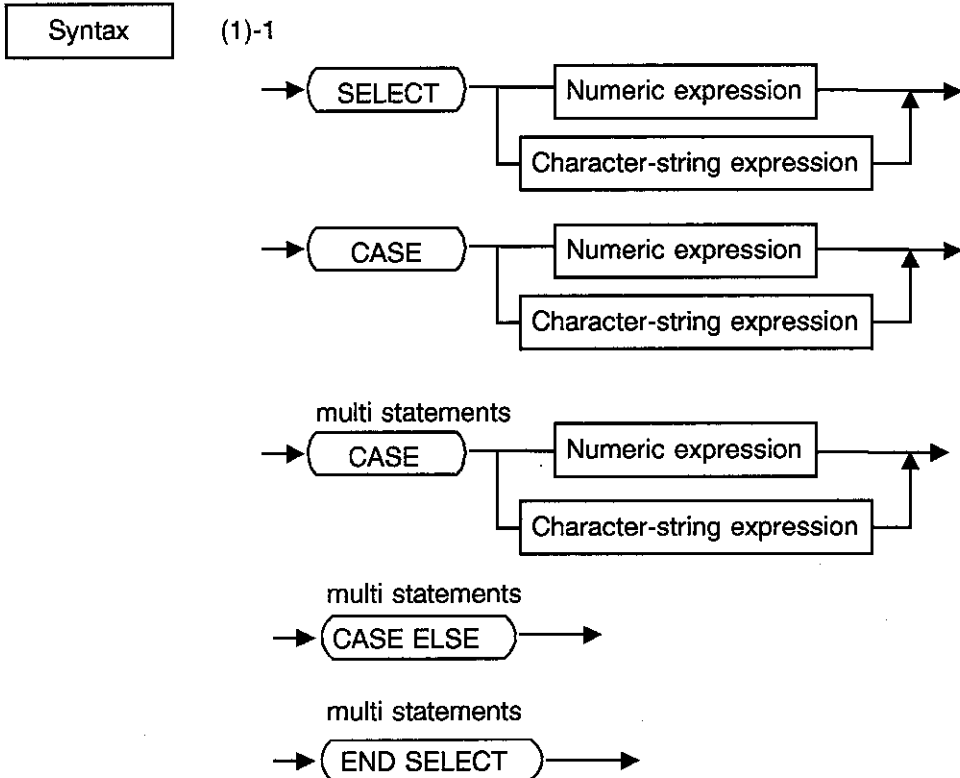 Syntax (1)-1
SELECT Numeric expression
Character-string expression
CASE Numeric expression
Character-string expression
multi statements
CASE Numeric expression
Character-string expression
multi statements
CASE ELSE
multi statements
END SELECT